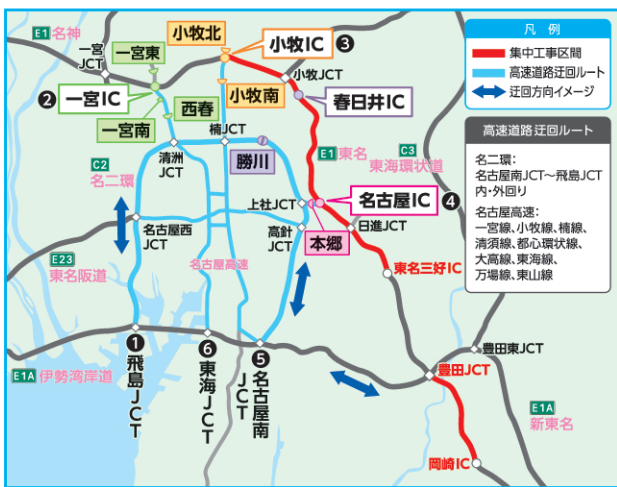 E1 名神
一宮
JCT
一宮東
小牧北
小牧IC ❸
小牧JCT
❷ 一宮IC
小牧南
春日井IC
一宮南
西春
楠JCT
清洲
JCT
勝川
E1 東名
C3
東海環状道
C2
名二環
上社JCT
名古屋IC ❹
日進JCT
高針
JCT
本郷
名古屋西
JCT
E23
東名阪道
名古屋高速
東名三好IC
❶飛島JCT
❻東海JCT
❺名古屋南JCT
豊田東JCT
豊田JCT
E1A 伊勢湾岸道
E1A
新東名
岡崎IC
凡 例
集中工事区間
高速道路迂回ルート
迂回方向イメージ
高速道路迂回ルート
名二環:
名古屋南JCT～飛島JCT
内・外回り
名古屋高速:
一宮線、小牧線、楠線、
清須線、都心環状線、
大高線、東海線、
万場線、東山線